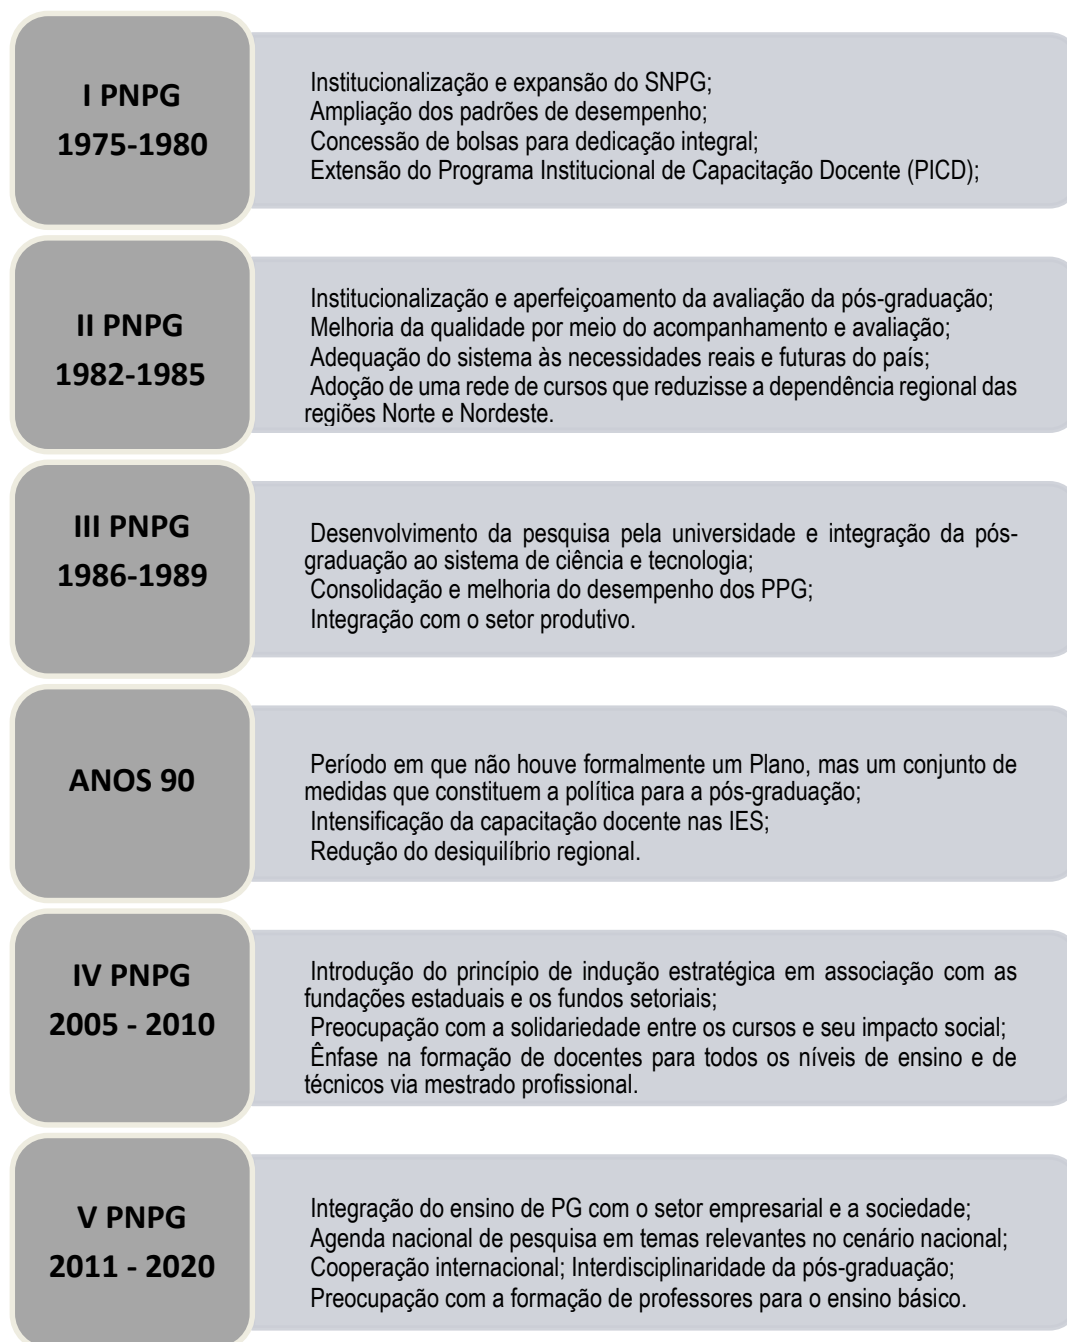 I PNPG
1975-1980
Institucionalização e expansão do SNPG;
Ampliação dos padrões de desempenho;
Concessão de bolsas para dedicação integral;
Extensão do Programa Institucional de Capacitação Docente (PICD);
II PNPG
1982-1985
Institucionalização e aperfeiçoamento da avaliação da pós-graduação;
Melhoria da qualidade por meio do acompanhamento e avaliação;
Adequação do sistema às necessidades reais e futuras do país;
Adoção de uma rede de cursos que reduzisse a dependência regional das
regiões Norte e Nordeste.
III PNPG
1986-1989
Desenvolvimento da pesquisa pela universidade e integração da pós-
graduação ao sistema de ciência e tecnologia;
Consolidação e melhoria do desempenho dos PPG;
Integração com o setor produtivo.
ANOS 90
Período em que não houve formalmente um Plano, mas um conjunto de
medidas que constituem a política para a pós-graduação;
Intensificação da capacitação docente nas IES;
Redução do desiquilíbrio regional.
IV PNPG
2005 - 2010
Introdução do princípio de indução estratégica em associação com as
fundações estaduais e os fundos setoriais;
Preocupação com a solidariedade entre os cursos e seu impacto social;
Ênfase na formação de docentes para todos os níveis de ensino e de
técnicos via mestrado profissional.
V PNPG
2011 - 2020
Integração do ensino de PG com o setor empresarial e a sociedade;
Agenda nacional de pesquisa em temas relevantes no cenário nacional;
Cooperação internacional; Interdisciplinaridade da pós-graduação;
Preocupação com a formação de professores para o ensino básico.